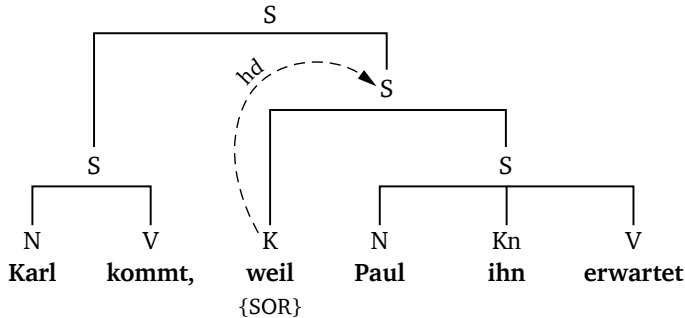 S
hd
S
S S
N V K N Kn V
Karl kommt, weil Paul ihn erwartet
{SOR}